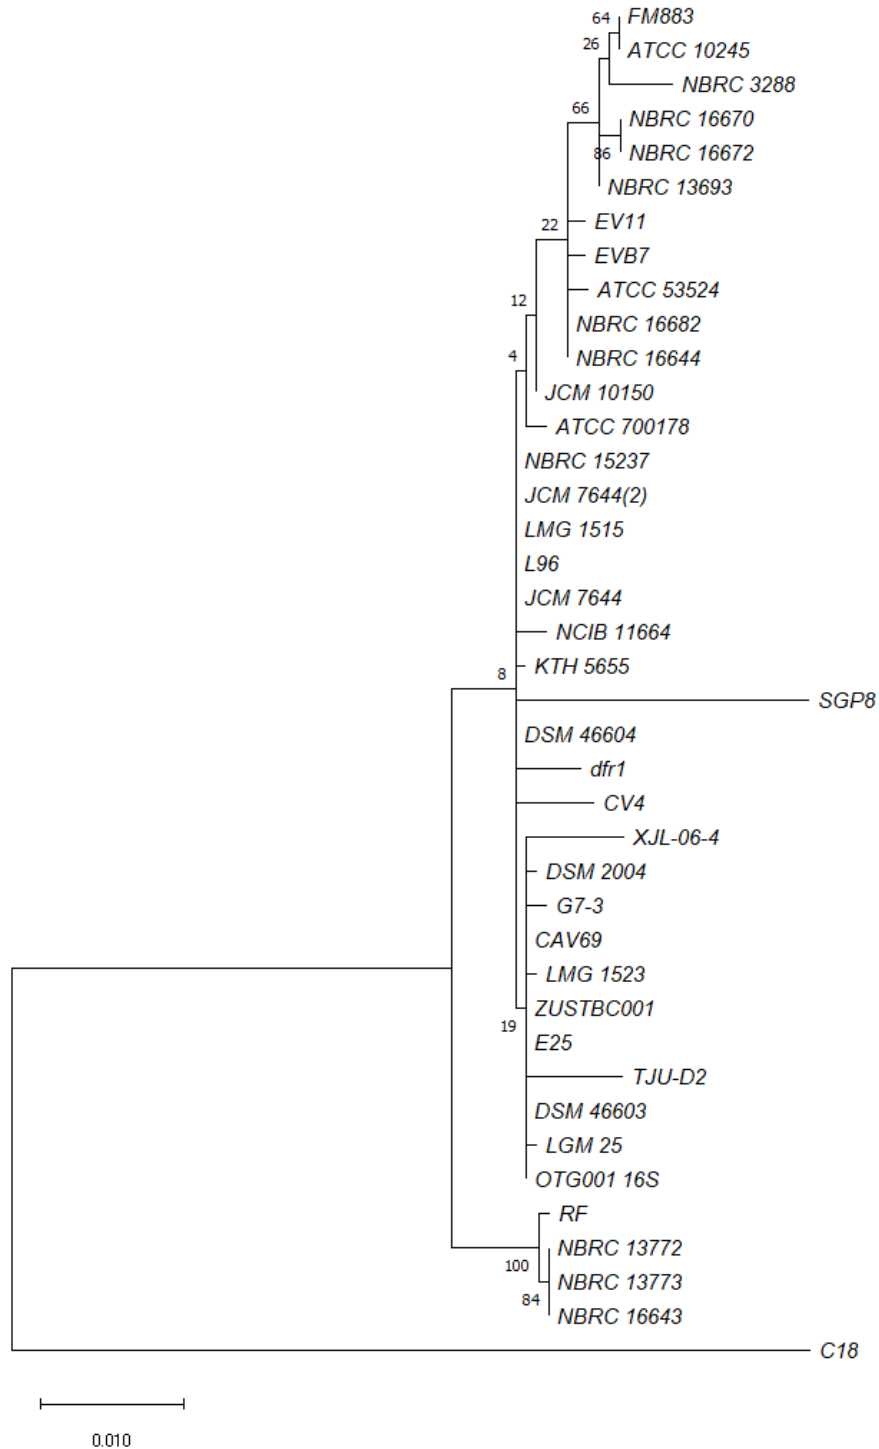 64 FM883
26 ATCC 10245
NBRC 3288
66 NBRC 16670
86 NBRC 16672
NBRC 13693
22 EV11
EVB7
12 ATCC 53524
NBRC 16682
4 NBRC 16644
JCM 10150
ATCC 700178
NBRC 15237
JCM 7644(2)
LMG 1515
L96
JCM 7644
NCIB 11664
8 KTH 5655
SGP8
DSM 46604
dfr1
CV4
XJL-06-4
DSM 2004
G7-3
CAV69
LMG 1523
ZUSTBC001
19 E25
TJU-D2
DSM 46603
LGM 25
OTG001 16S
RF
NBRC 13772
100 NBRC 13773
84 NBRC 16643
C18
0.010